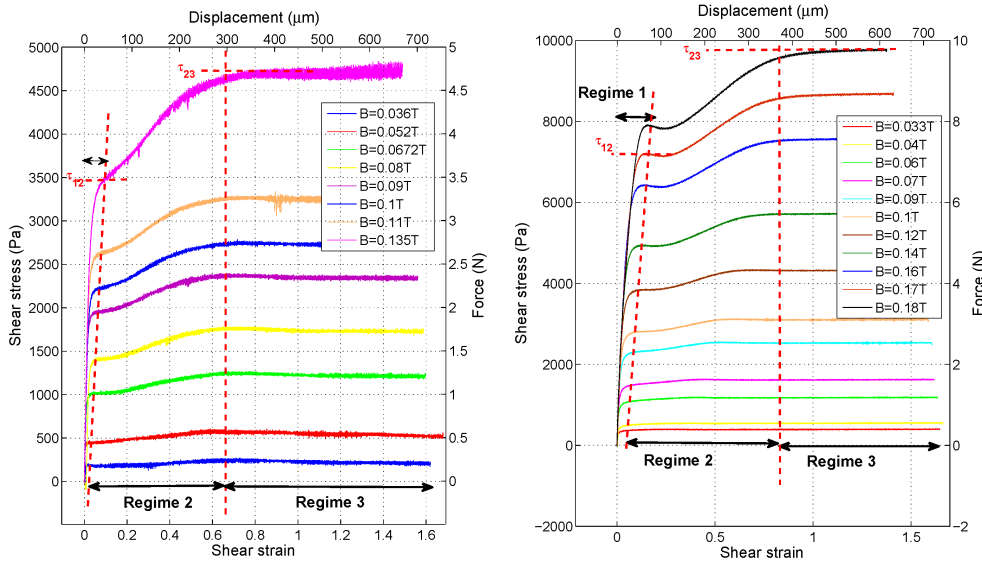 Displacement (μm)
0 100 200 300 400 500 600 700
5000
4500
4000
3500
3000
2500
2000
1500
1000
500
0
Shear stress (Pa)
5
4
3.5
3
2.5
2
1.5
1
0.5
0
Force (N)
τ23
τ12
B=0.036T
B=0.052T
B=0.0672T
B=0.08T
B=0.09T
B=0.1T
B=0.11T
B=0.135T
Regime 2
Regime 3
0 0.2 0.4 0.6 0.8 1 1.2 1.4 1.6
Shear strain
Displacement (μm)
0 100 200 300 400 500 600 700
10000
8000
6000
4000
2000
0
−2000
Shear stress (Pa)
10
8
6
4
2
0
−2
Force (N)
τ23
Regime 1
τ12
B=0.033T
B=0.04T
B=0.06T
B=0.07T
B=0.09T
B=0.1T
B=0.12T
B=0.14T
B=0.16T
B=0.17T
B=0.18T
Regime 2
Regime 3
0 0.5 1 1.5
Shear strain